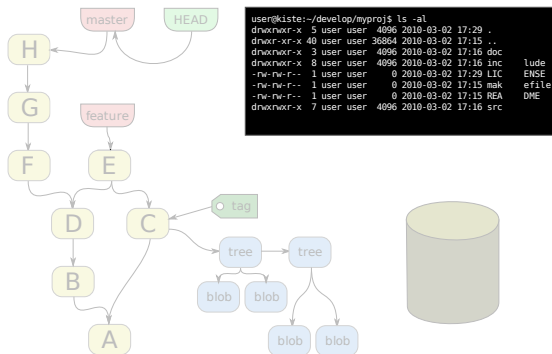 master
HEAD
user@kiste:~/develop/myproj$ ls -al
drwxrwxr-x 5 user user 4096 2010-03-02 17:29 .
drwxr-xr-x 40 user user 36864 2010-03-02 17:15 ..
drwxrwxr-x 3 user user 4096 2010-03-02 17:16 doc
drwxrwxr-x 8 user user 4096 2010-03-02 17:16 inc lude
-rw-rw-r-- 1 user user 0 2010-03-02 17:29 LIC ENSE
-rw-rw-r-- 1 user user 0 2010-03-02 17:15 mak efile
-rw-rw-r-- 1 user user 0 2010-03-02 17:15 REA DME
drwxrwxr-x 7 user user 4096 2010-03-02 17:16 src
H
G
feature
F
E
tag
D
C
tree
tree
B
blob
blob
A
blob
blob